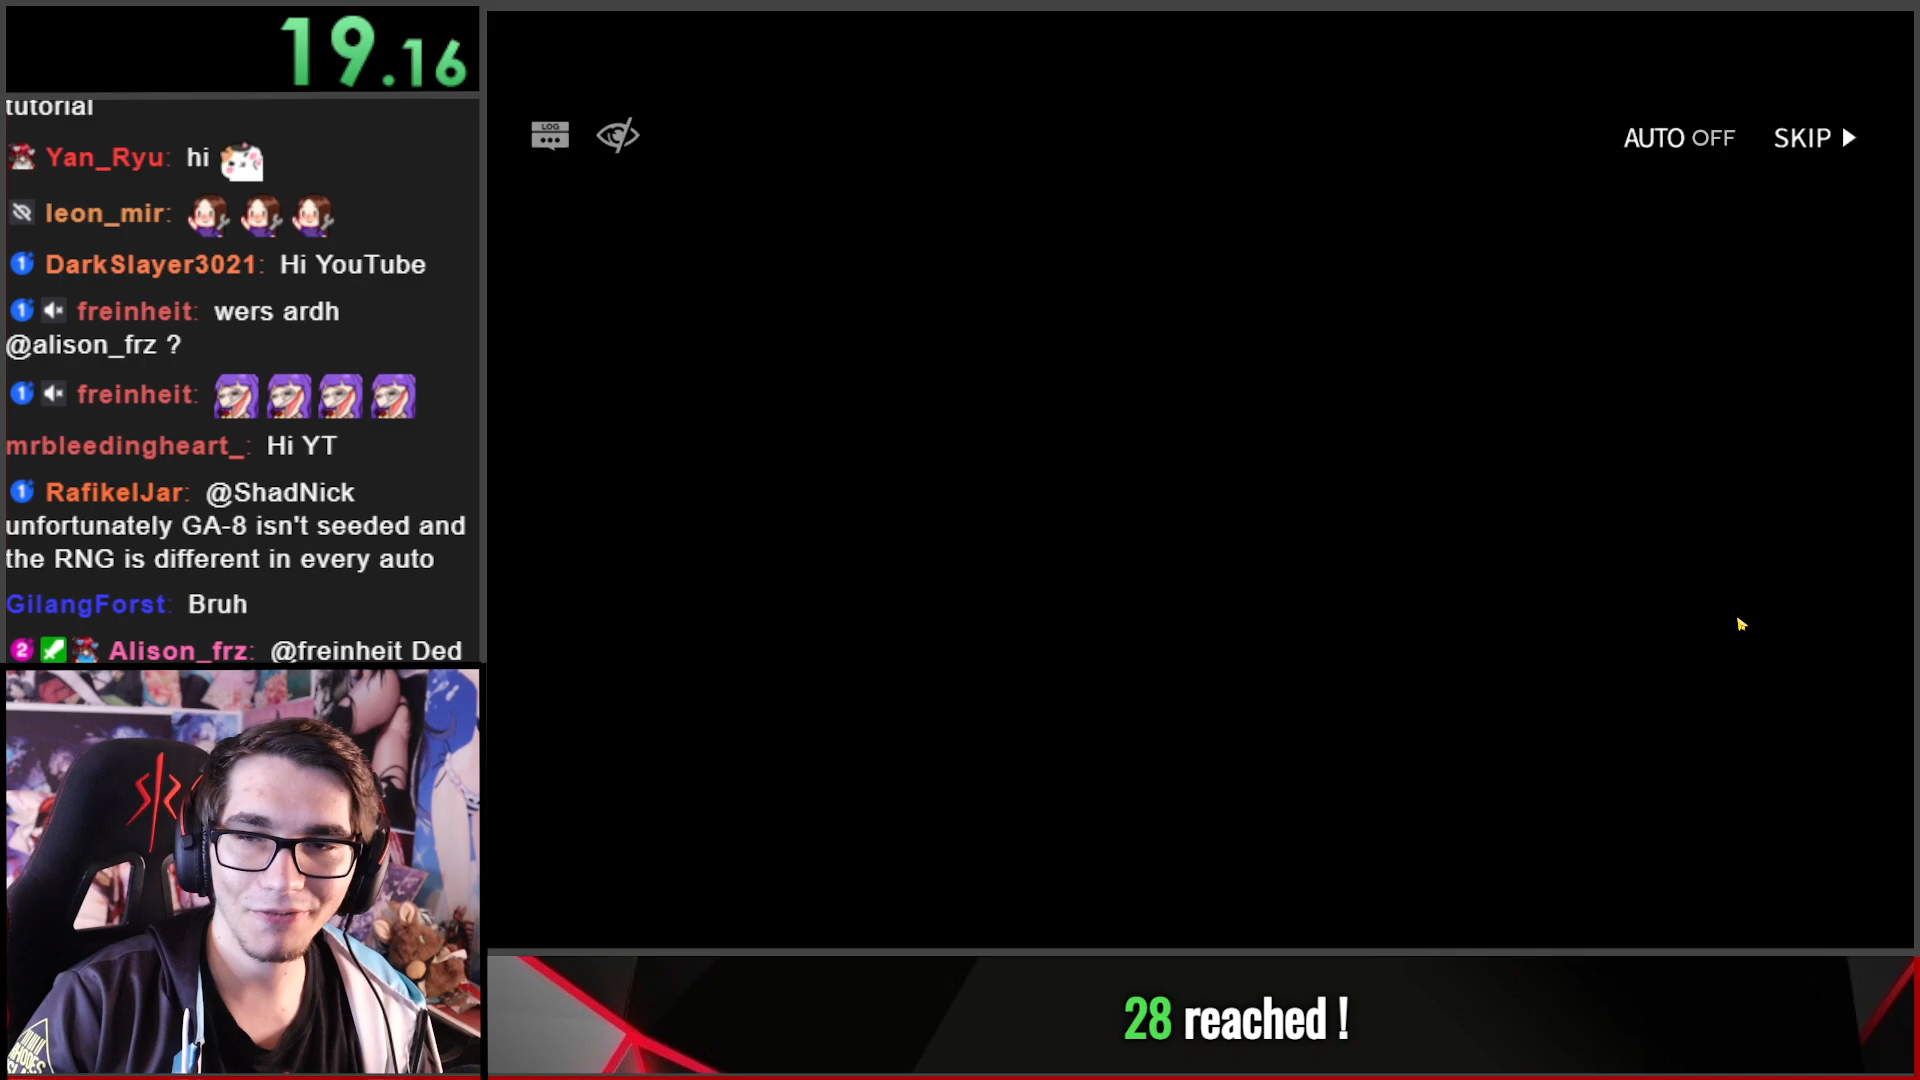 19.16
tutorial
Yan_Ryu: hi
leon_mir:
DarkSlayer3021: Hi YouTube
freinheit: wers ardh
@alison_frz ?
freinheit:
mrbleedingheart_: Hi YT
RafikelJar: @ShadNick
unfortunately GA-8 isn't seeded and
the RNG is different in every auto
GilangForst: Bruh
2 Alison_frz: @freinheit Ded
LOG
AUTO OFF SKIP
28 reached !